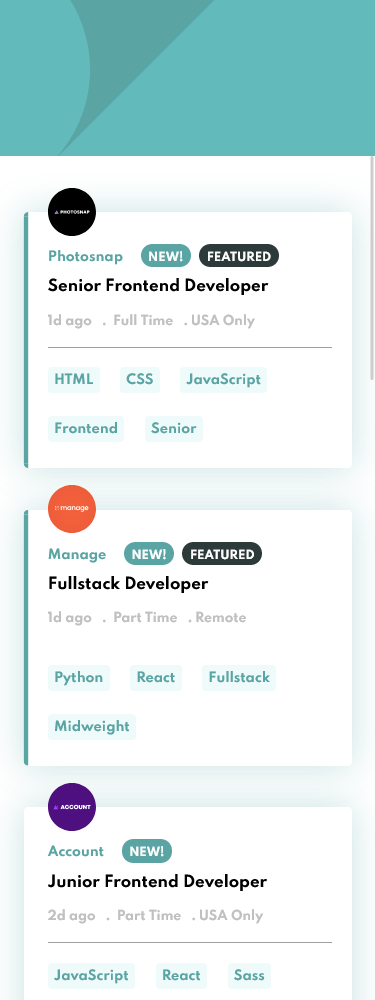 PHOTOSNAP
Photosnap NEW! FEATURED
Senior Frontend Developer
1d ago . Full Time . USA Only
HTML CSS JavaScript
Frontend Senior
manage
Manage NEW! FEATURED
Fullstack Developer
1d ago . Part Time . Remote
Python React Fullstack
Midweight
ACCOUNT
Account NEW!
Junior Frontend Developer
2d ago . Part Time . USA Only
JavaScript React Sass